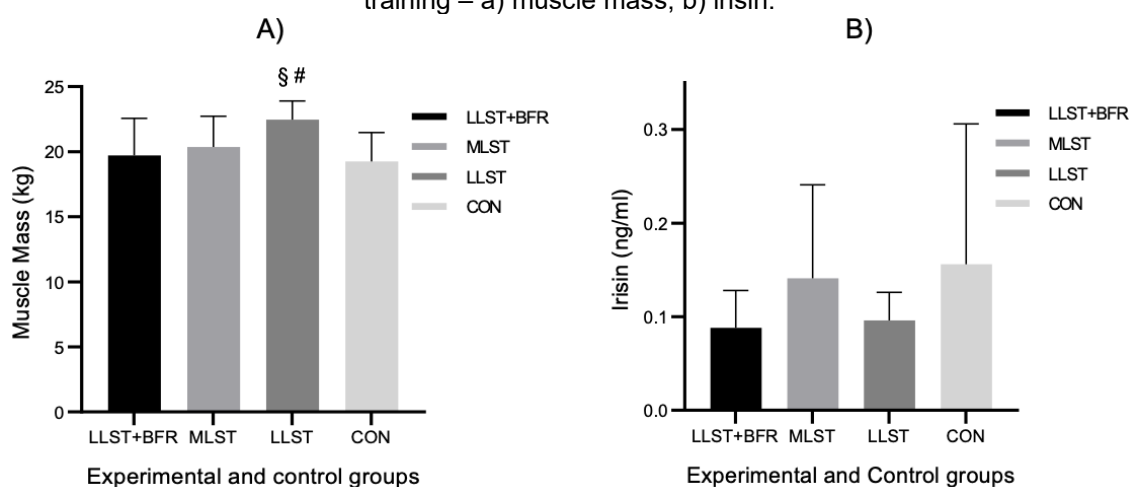 training – a) muscle mass; b) irisin.
A)
§ #
25
20
15
10
5
0
Muscle Mass (kg)
LLST+BFR
MLST
LLST
CON
LLST+BFR MLST LLST CON
Experimental and control groups
B)
0.3
0.2
0.1
0.0
Irisin (ng/ml)
LLST+BFR
MLST
LLST
CON
LLST+BFR MLST LLST CON
Experimental and Control groups